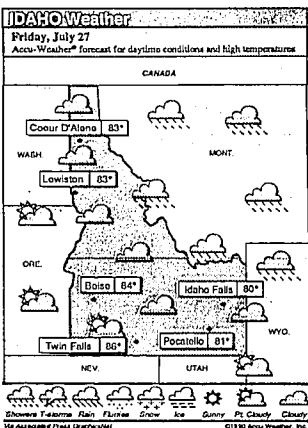 IDAHO Weather
Friday, July 27
Accu-Weather® forecast for daytime conditions and high temperatures
CANADA
Coeur D'Alene 83°
WASH.
MONT.
Lewiston 83°
ORE.
Boise 84°
Idaho Falls 80°
WYO.
Twin Falls 86°
Pocatello 81°
NEV.
UTAH
Showers T-storms Rain Flurries Snow Ice Sunny Pt. Cloudy Cloudy
Via Associated Press GraphicsNet
©1990 Accu-Weather, Inc.